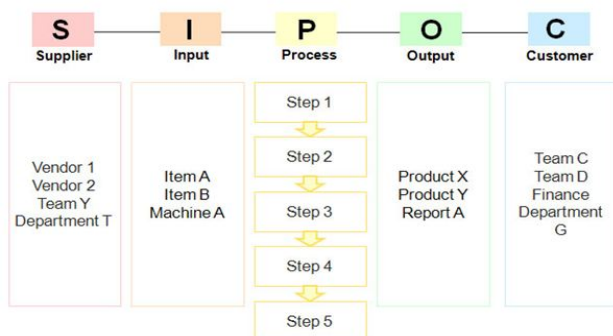 S I P O C
Supplier Input Process Output Customer
Vendor 1
Vendor 2
Team Y
Department T
Item A
Item B
Machine A
Step 1
Step 2
Step 3
Step 4
Step 5
Product X
Product Y
Report A
Team C
Team D
Finance
Department
G